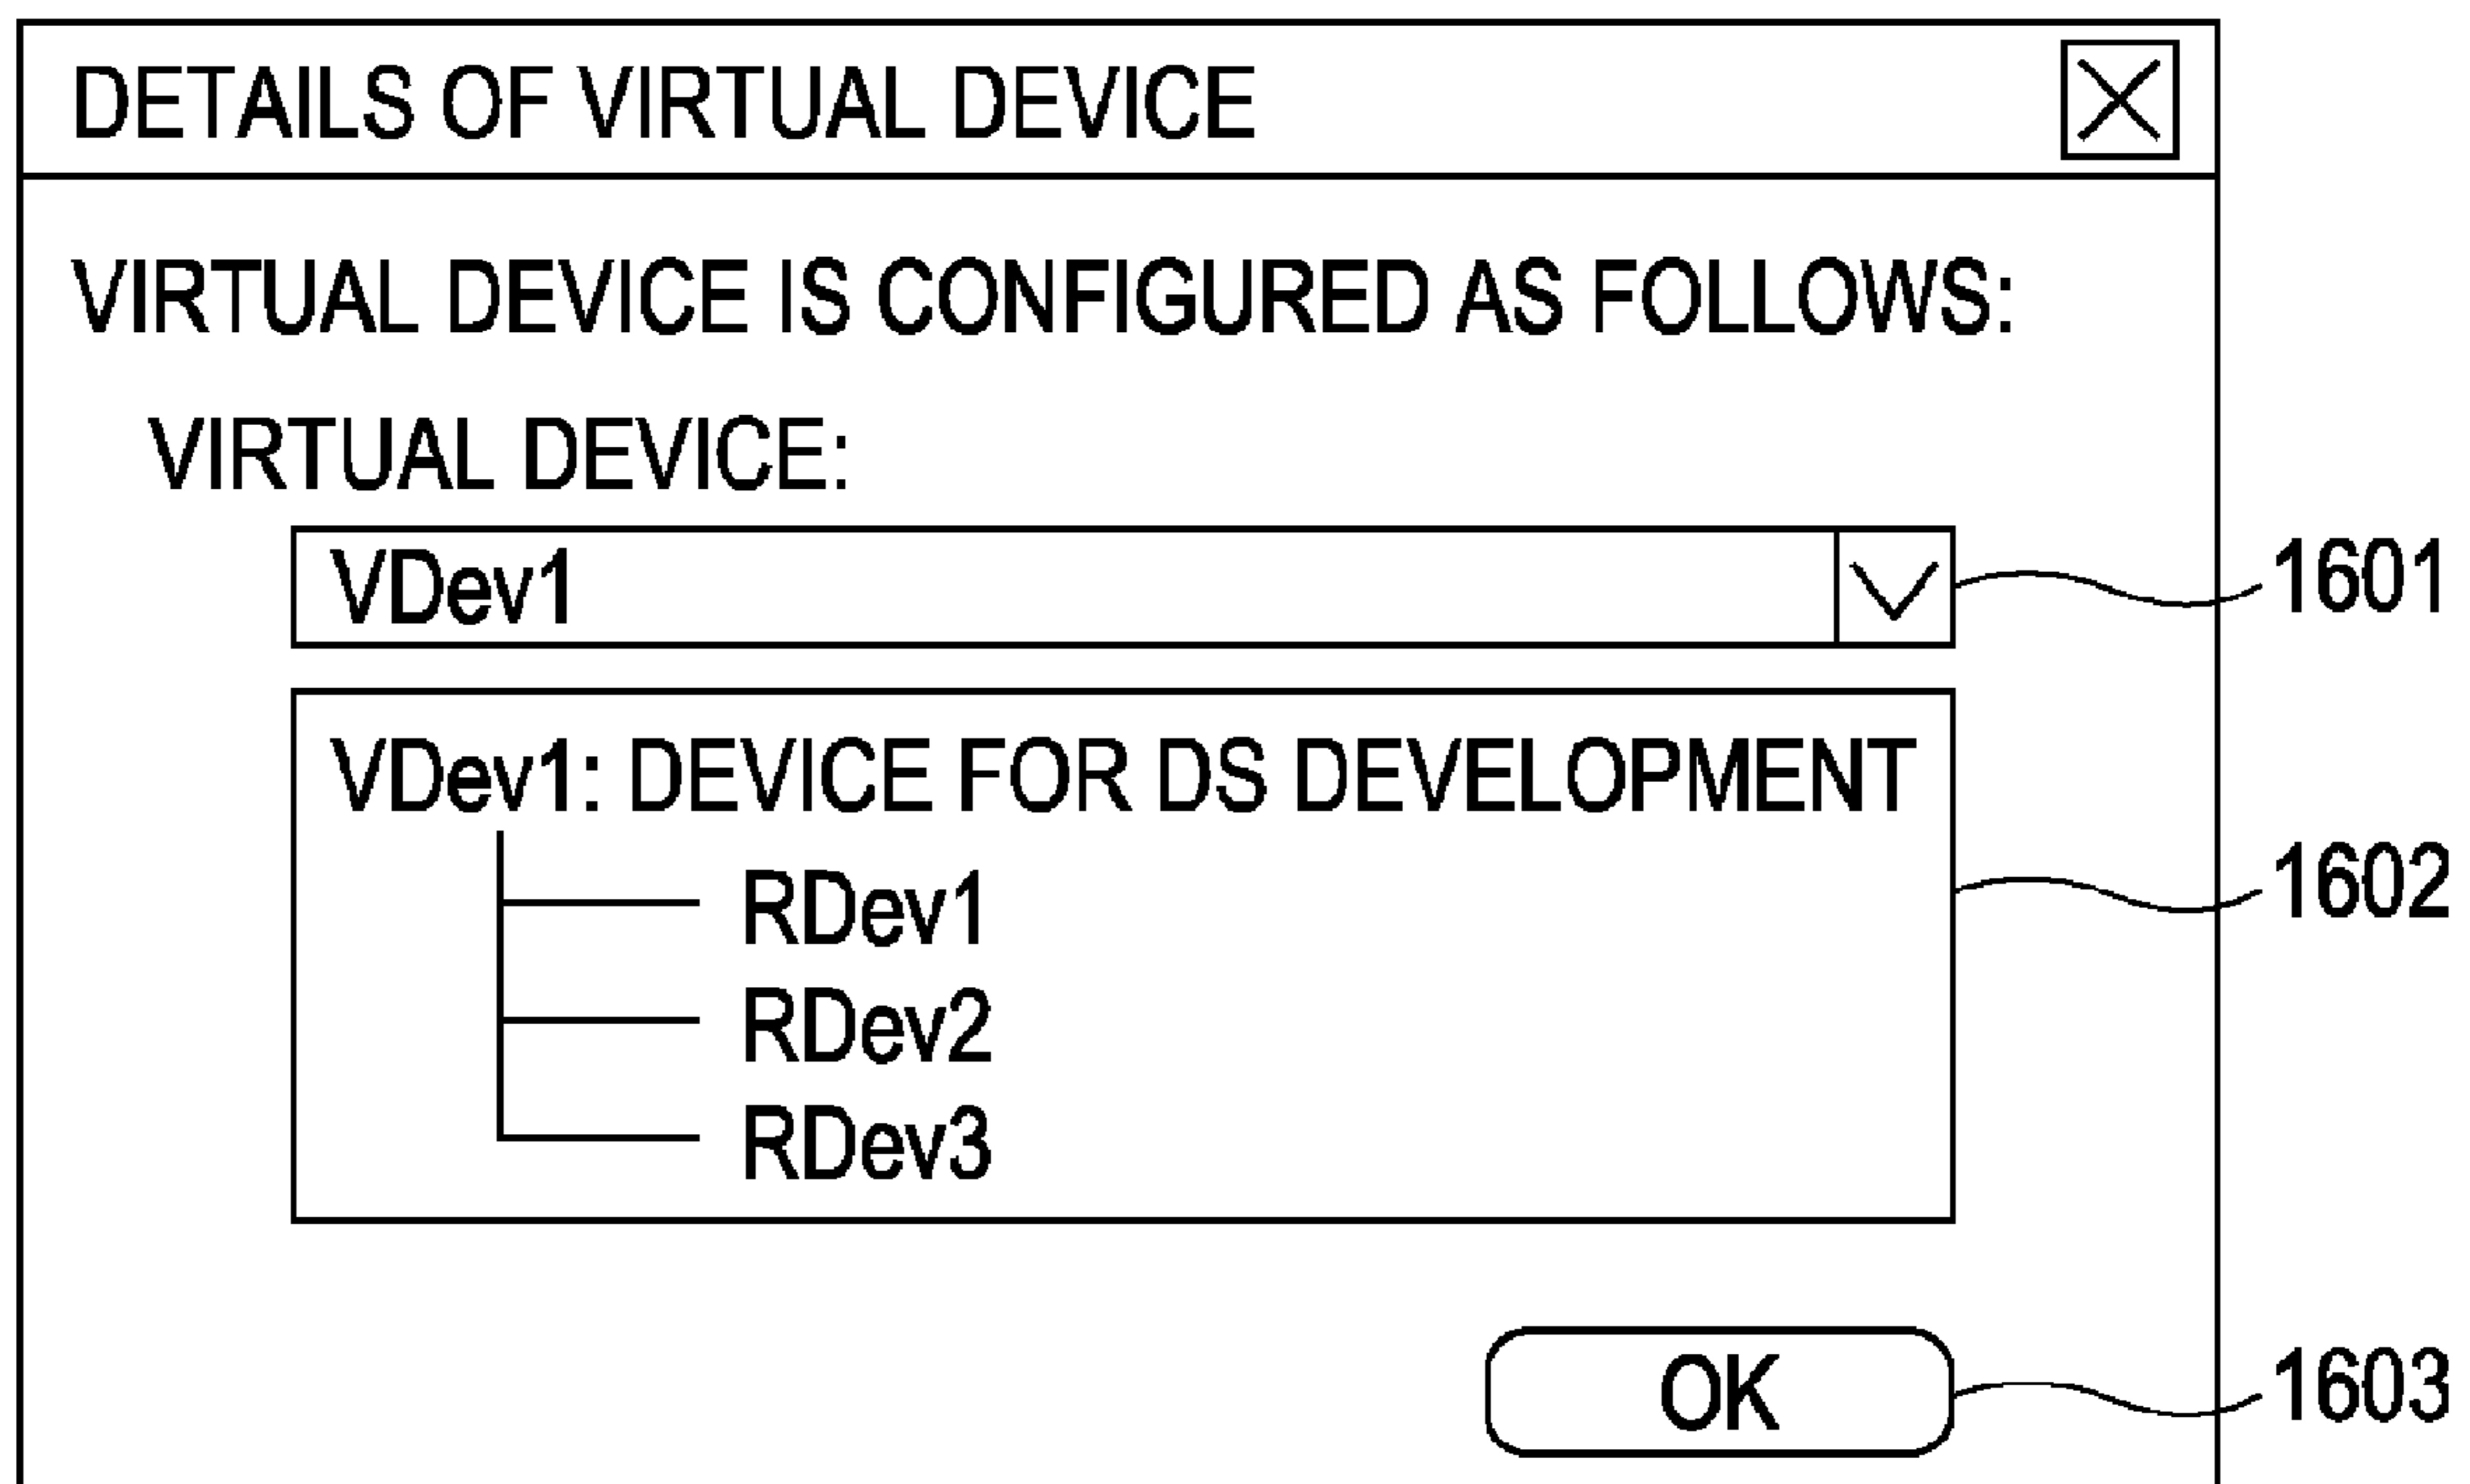 DETAILS OF VIRTUAL DEVICE
VIRTUAL DEVICE IS CONFIGURED AS FOLLOWS:
VIRTUAL DEVICE:
VDev1
1601
VDev1: DEVICE FOR DS DEVELOPMENT
RDev1
1602
RDev2
RDev3
OK
1603